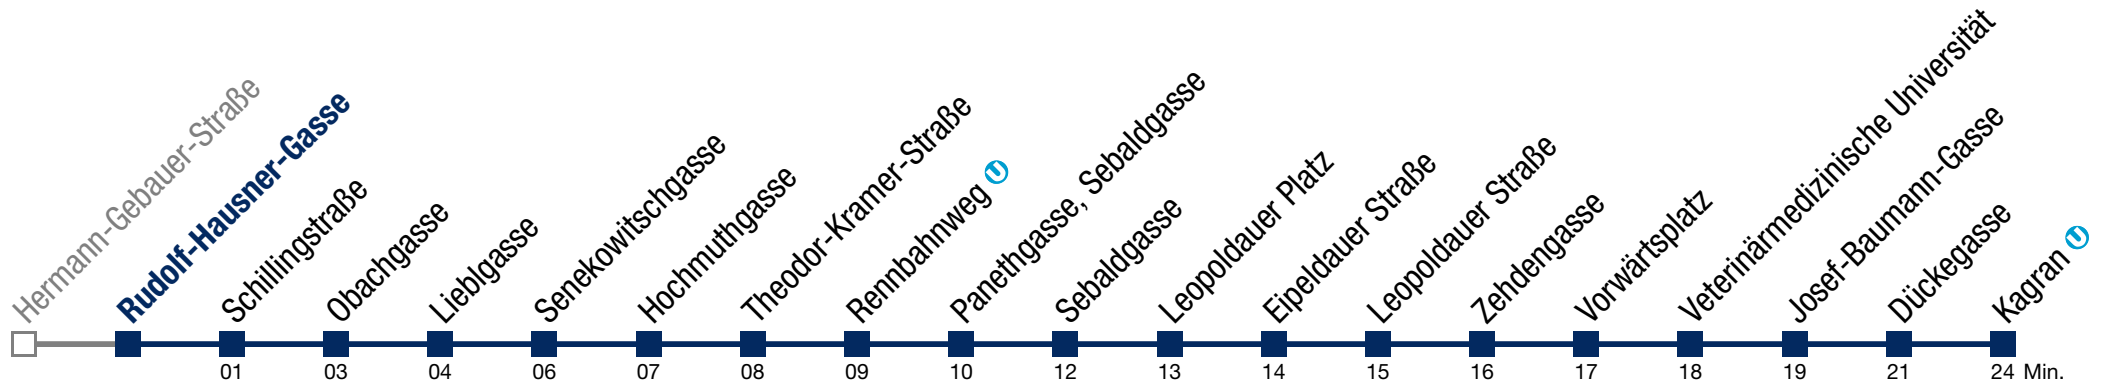 Hermann-Gebauer-Straße
Rudolf-Hausner-Gasse
Schillingstraße
Obachgasse
Lieblgasse
Senekowitschgasse
Hochmuthgasse
Theodor-Kramer-Straße
Rennbahnweg U
Panethgasse, Sebaldgasse
Sebaldgasse
Leopoldauer Platz
Eipeldauer Straße
Leopoldauer Straße
Zehdengasse
Vorwärtsplatz
Veterinärmedizinische Universität
Josef-Baumann-Gasse
Dückegasse
Kagran U
01 03 04 06 07 08 09 10 12 13 14 15 16 17 18 19 21 24 Min.